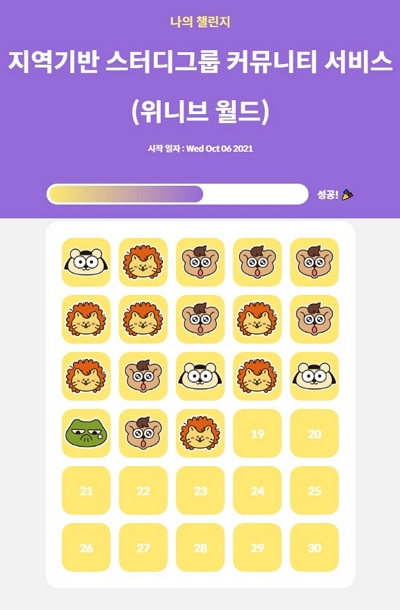 나의 챌린지
지역기반 스터디그룹 커뮤니티 서비스
(위니브 월드)
시작 일자 : Wed Oct 06 2021
성공!
19 20
21 22 23 24 25
26 27 28 29 30